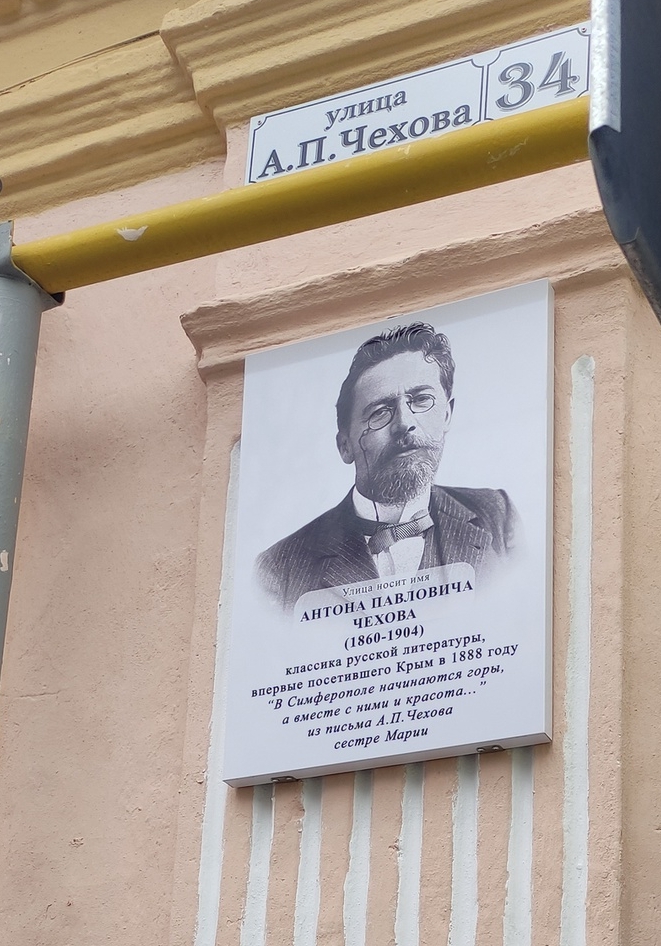 улица
А.П.Чехова
34
Улица носит имя
АНТОНА ПАВЛОВИЧА
ЧЕХОВА
(1860-1904)
классика русской литературы,
впервые посетившего Крым в 1888 году
“В Симферополе начинаются горы,
а вместе с ними и красота...”
из письма А.П.Чехова
сестре Марии